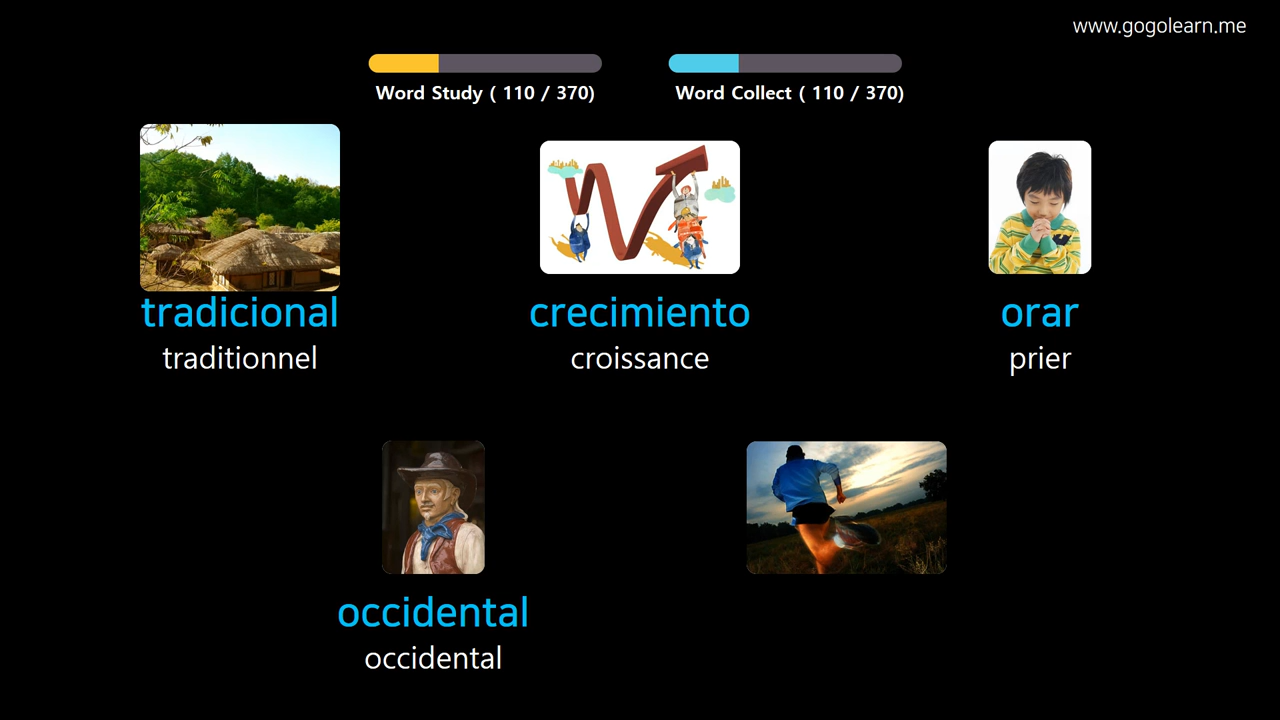 www.gogolearn.me
Word Study ( 110 / 370)
Word Collect ( 110 / 370)
tradicional
traditionnel
crecimiento
croissance
orar
prier
occidental
occidental